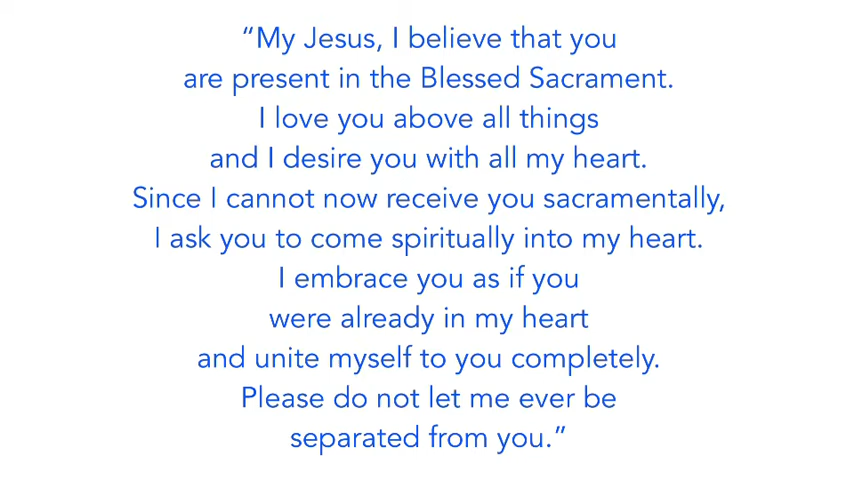 “My Jesus, I believe that you
are present in the Blessed Sacrament.
I love you above all things
and I desire you with all my heart.
Since I cannot now receive you sacramentally,
I ask you to come spiritually into my heart.
I embrace you as if you
were already in my heart
and unite myself to you completely.
Please do not let me ever be
separated from you.”